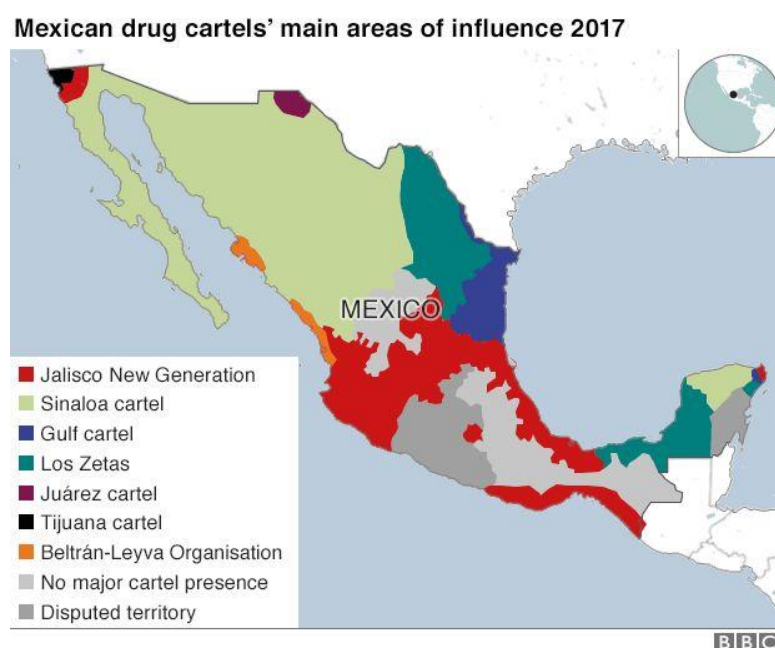 Mexican drug cartels' main areas of influence 2017
MEXICO
Jalisco New Generation
Sinaloa cartel
Gulf cartel
Los Zetas
Juárez cartel
Tijuana cartel
Beltrán-Leyva Organisation
No major cartel presence
Disputed territory
BBC